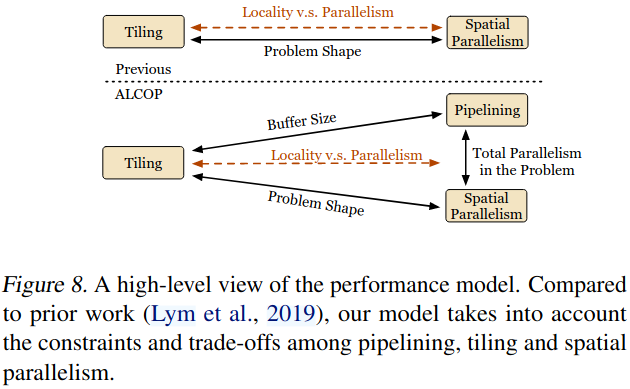 Locality v.s. Parallelism
Tiling
Spatial
Parallelism
Problem Shape
Previous
ALCOP
Buffer Size
Pipelining
Tiling
Locality v.s. Parallelism
Total Parallelism
in the Problem
Problem Shape
Spatial
Parallelism
Figure 8. A high-level view of the performance model. Compared
to prior work (Lym et al., 2019), our model takes into account
the constraints and trade-offs among pipelining, tiling and spatial
parallelism.